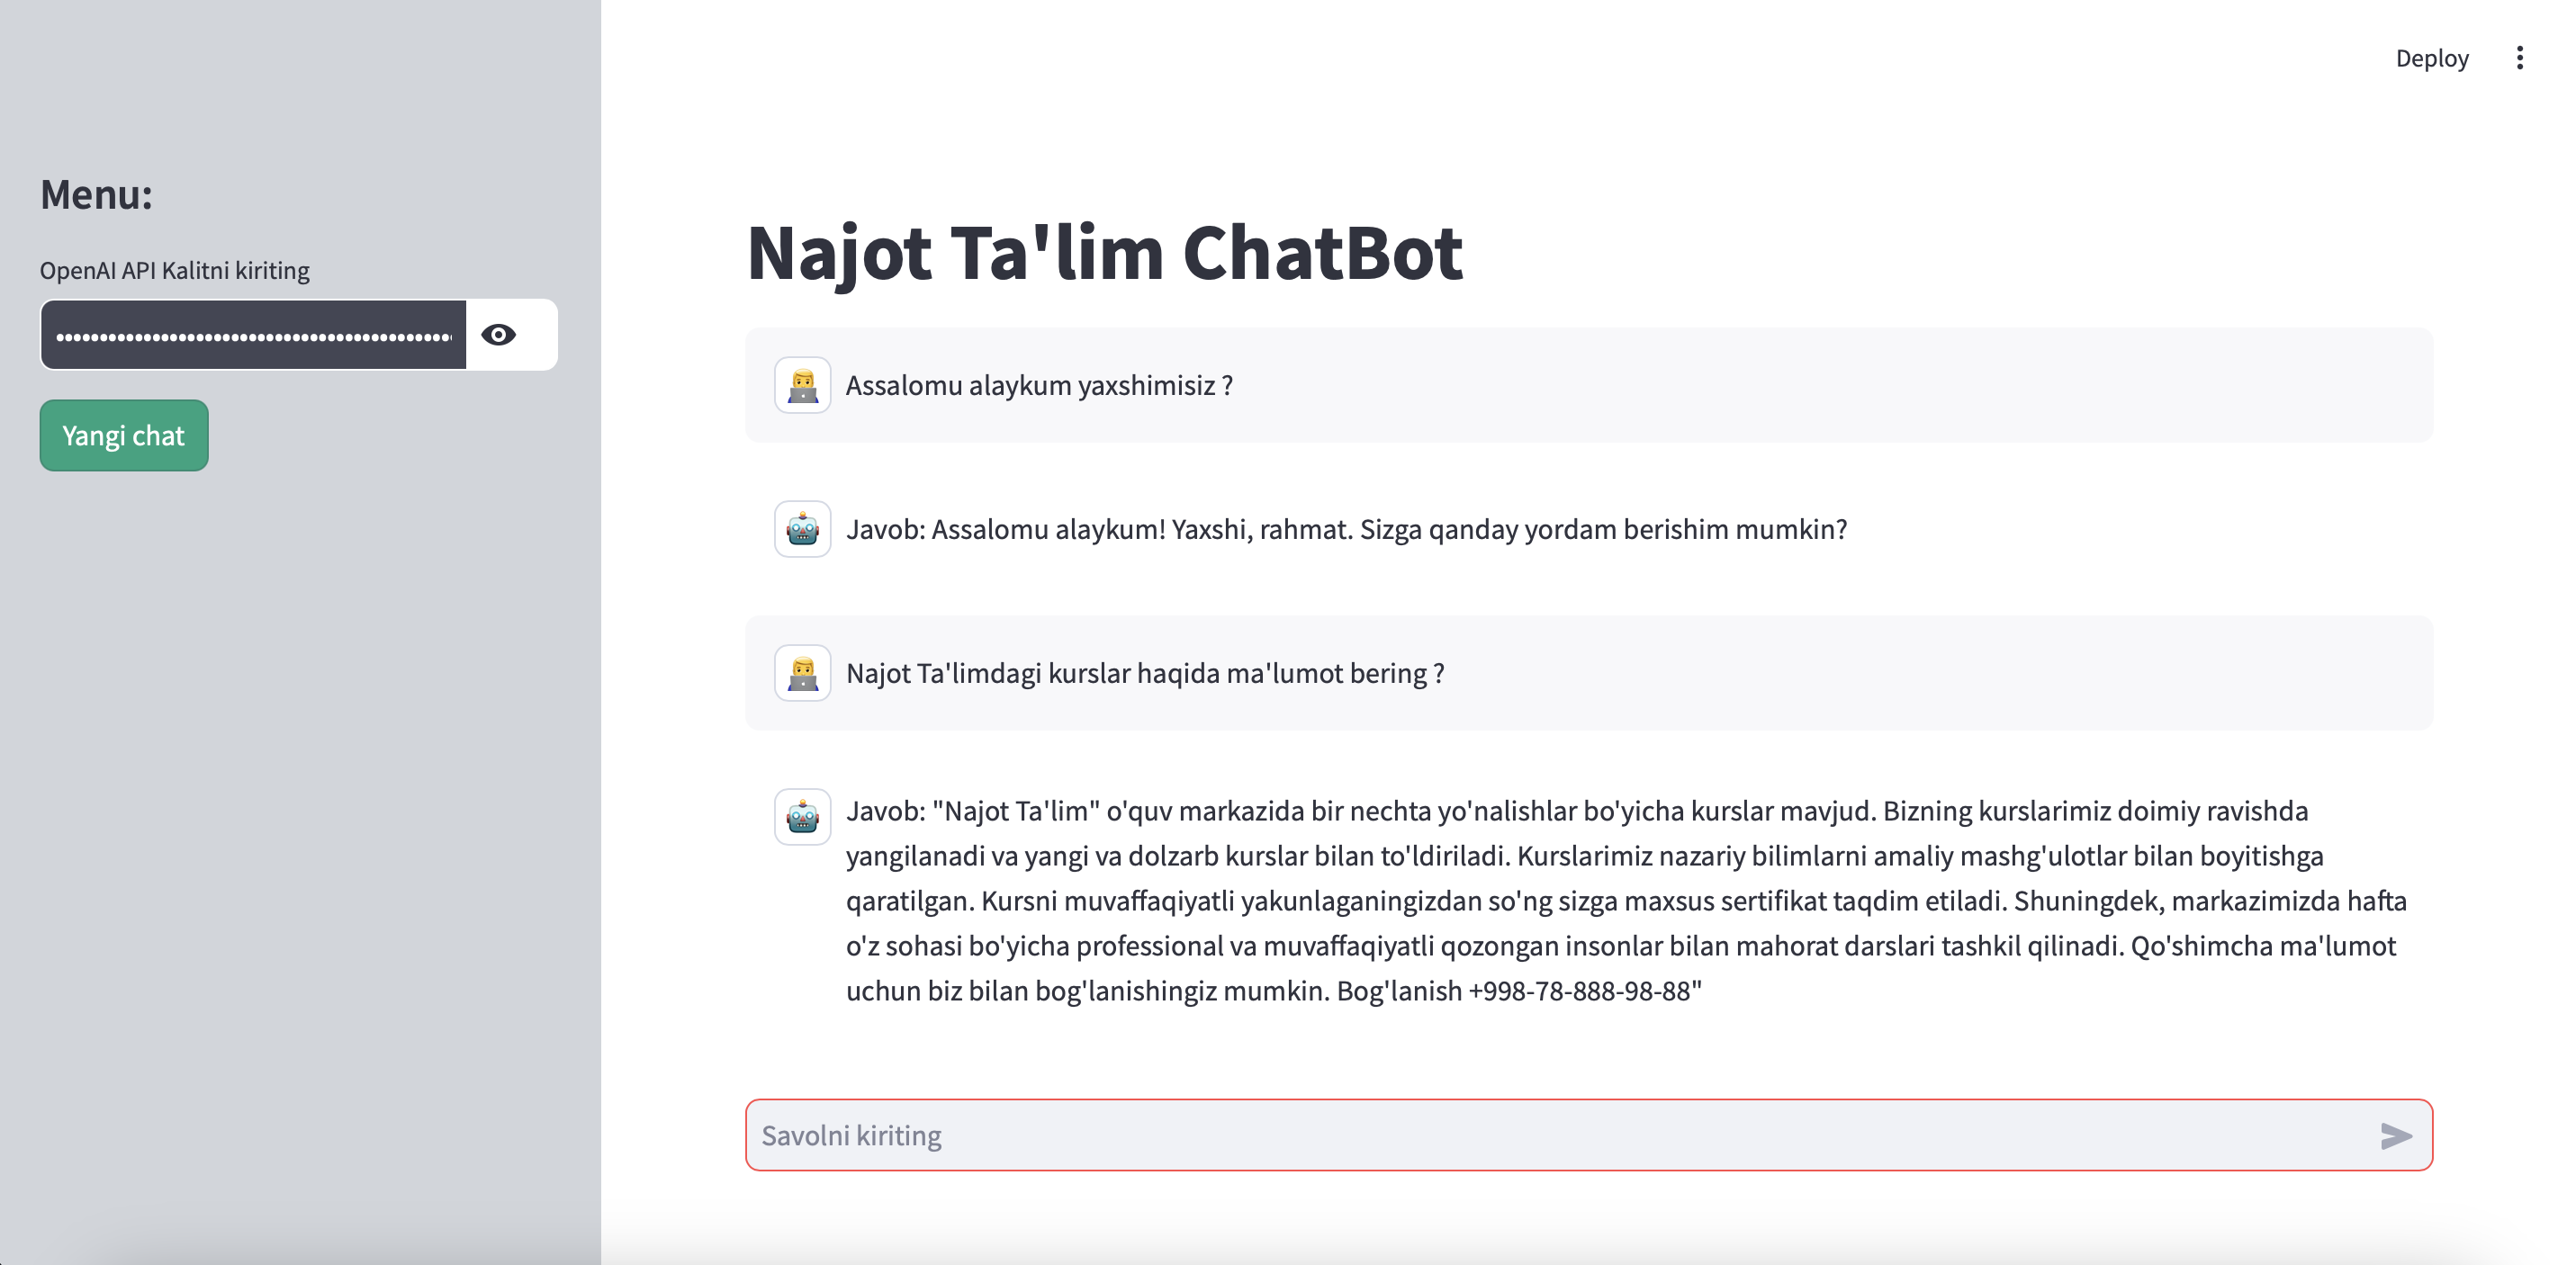 Deploy
Menu:
OpenAI API Kalitni kiriting
Yangi chat
Najot Ta'lim ChatBot
Assalomu alaykum yaxshimisiz ?
Javob: Assalomu alaykum! Yaxshi, rahmat. Sizga qanday yordam berishim mumkin?
Najot Ta'limdagi kurslar haqida ma'lumot bering ?
Javob: "Najot Ta'lim" o'quv markazida bir nechta yo'nalishlar bo'yicha kurslar mavjud. Bizning kurslarimiz doimiy ravishda
yangilanadi va yangi va dolzarb kurslar bilan to'ldiriladi. Kurslarimiz nazariy bilimlarni amaliy mashg'ulotlar bilan boyitishga
qaratilgan. Kursni muvaffaqiyatli yakunlaganingizdan so'ng sizga maxsus sertifikat taqdim etiladi. Shuningdek, markazimizda hafta
o'z sohasi bo'yicha professional va muvaffaqiyatli qozongan insonlar bilan mahorat darslari tashkil qilinadi. Qo'shimcha ma'lumot
uchun biz bilan bog'lanishingiz mumkin. Bog'lanish +998-78-888-98-88"
Savolni kiriting